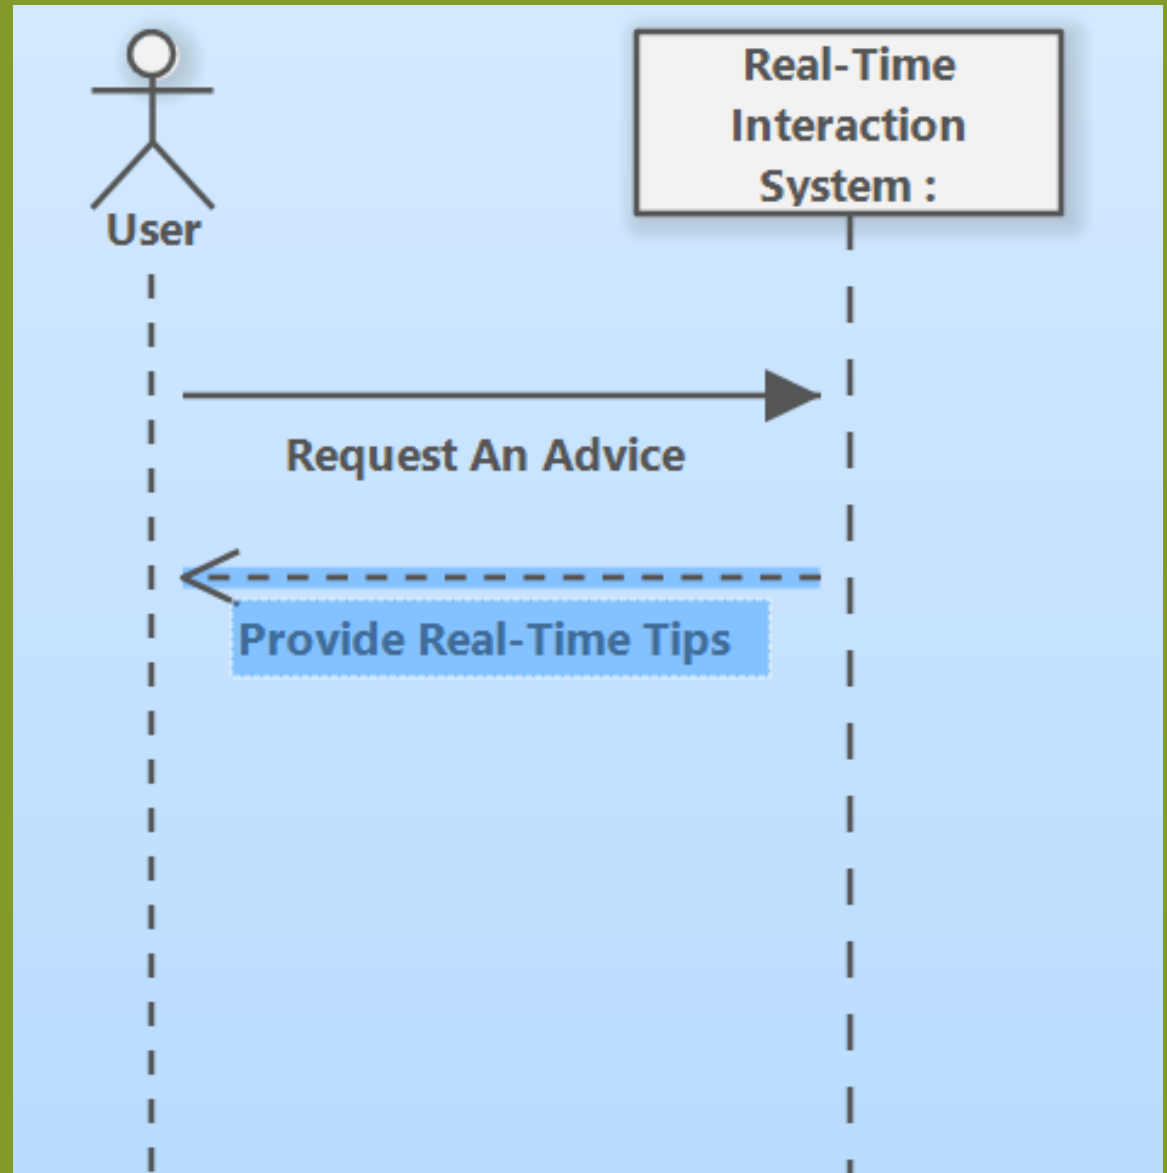 User
Real-Time
Interaction
System :
Request An Advice
Provide Real-Time Tips